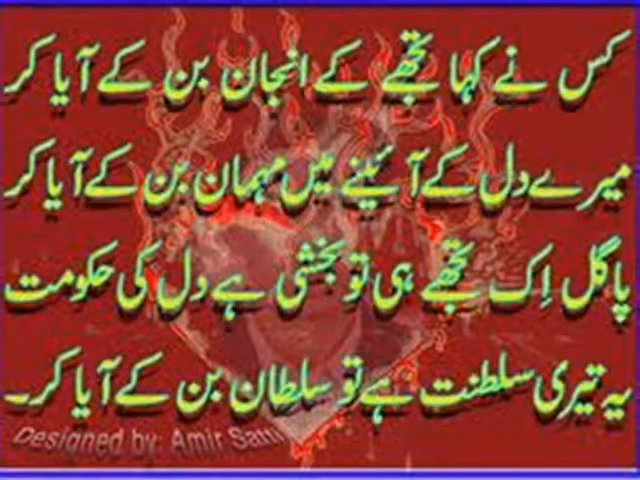 کس نے کہا تجھے کے انجان بن کے آیا کر
میرے دل کے آئینے میں مہمان بن کے آیا کر
پاگل اِک تجھے ہی تو بخشی ہے دل کی حکومت
یہ تیری سلطنت ہے تو سلطان بن کے آیا کر۔
Designed by: Amir Satti